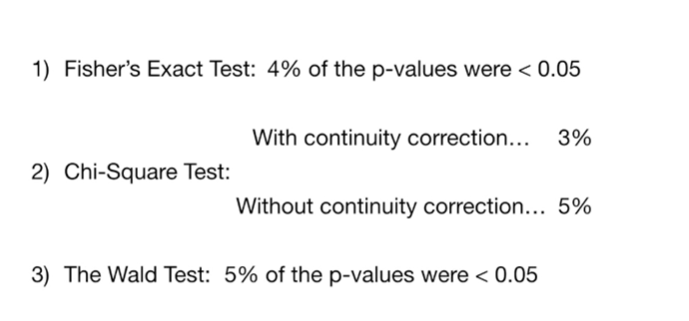 1) Fisher’s Exact Test: 4% of the p-values were < 0.05
With continuity correction... 3%
2) Chi-Square Test:
Without continuity correction... 5%
3) The Wald Test: 5% of the p-values were < 0.05